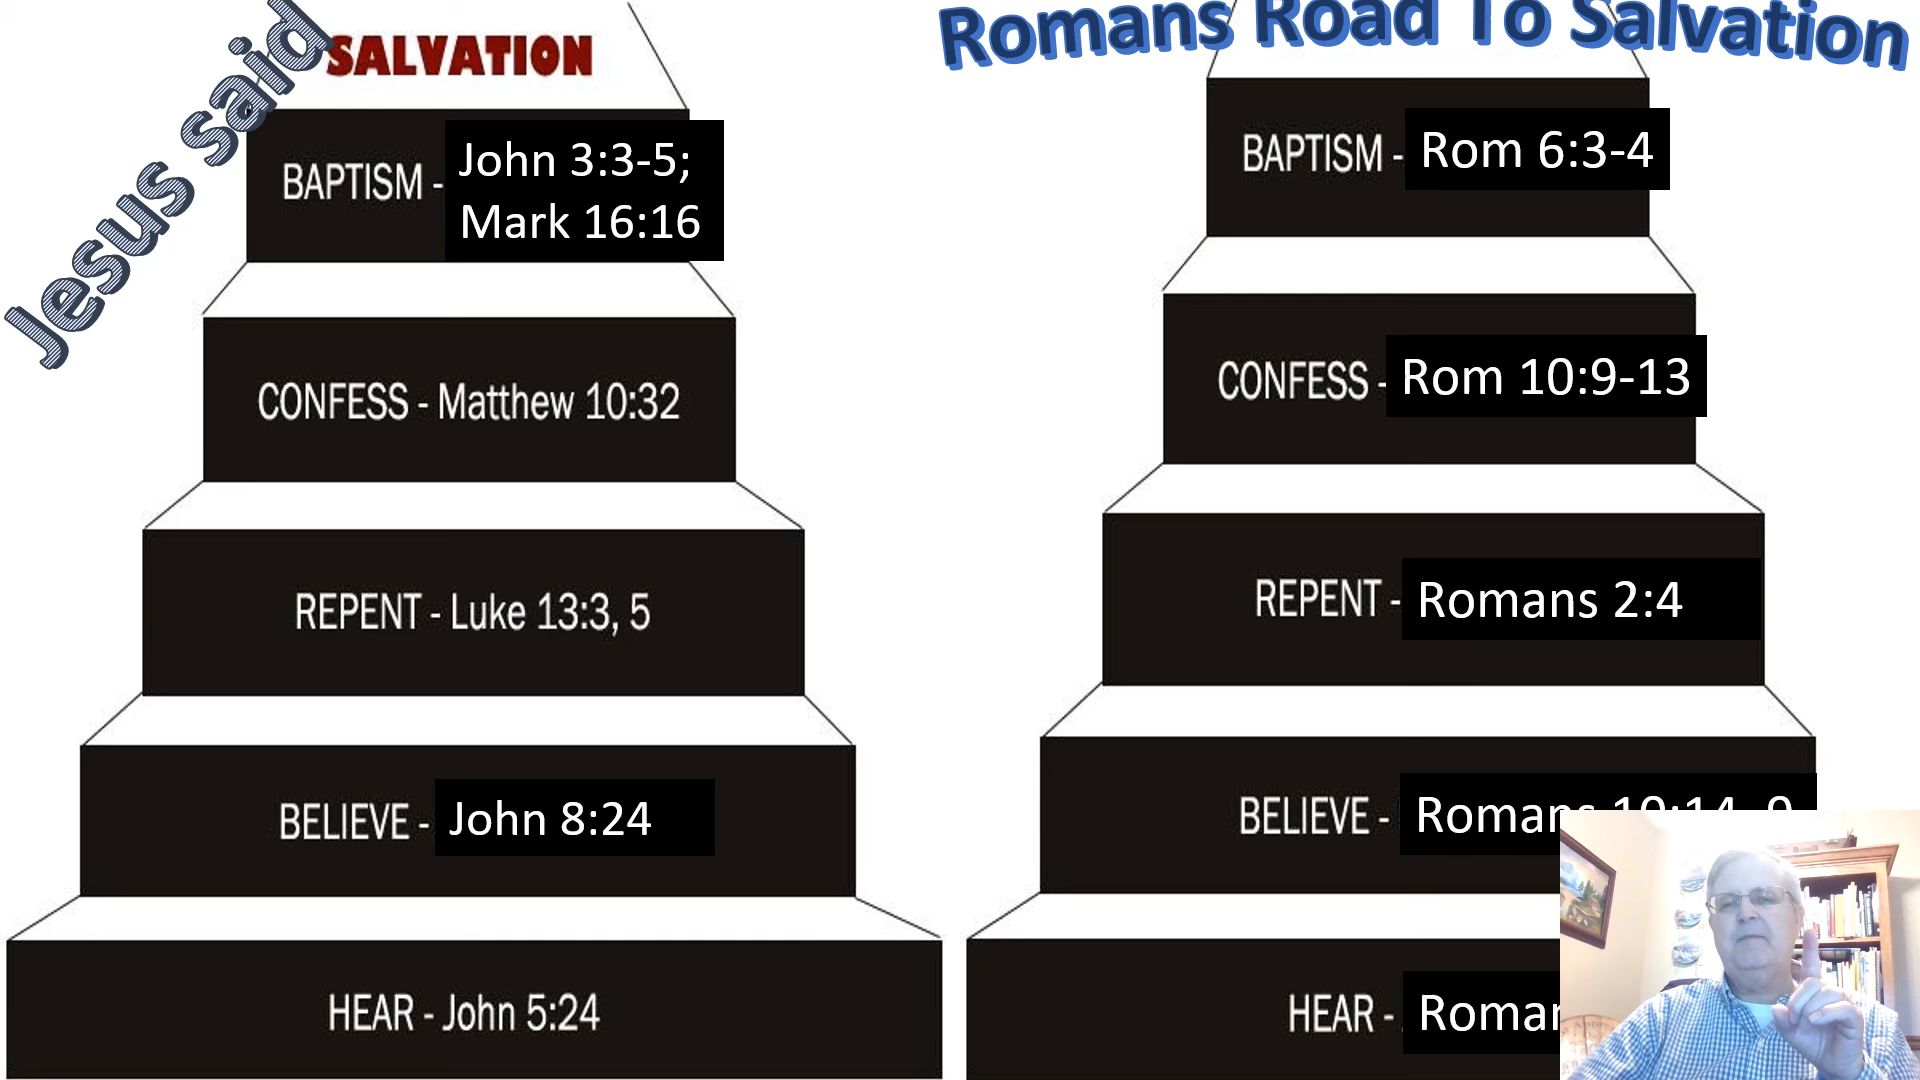 Jesus said
SALVATION
BAPTISM - John 3:3-5;
Mark 16:16
CONFESS - Matthew 10:32
REPENT - Luke 13:3, 5
BELIEVE - John 8:24
HEAR - John 5:24
Romans Road To Salvation
BAPTISM - Rom 6:3-4
CONFESS - Rom 10:9-13
REPENT - Romans 2:4
BELIEVE - Romans
HEAR -